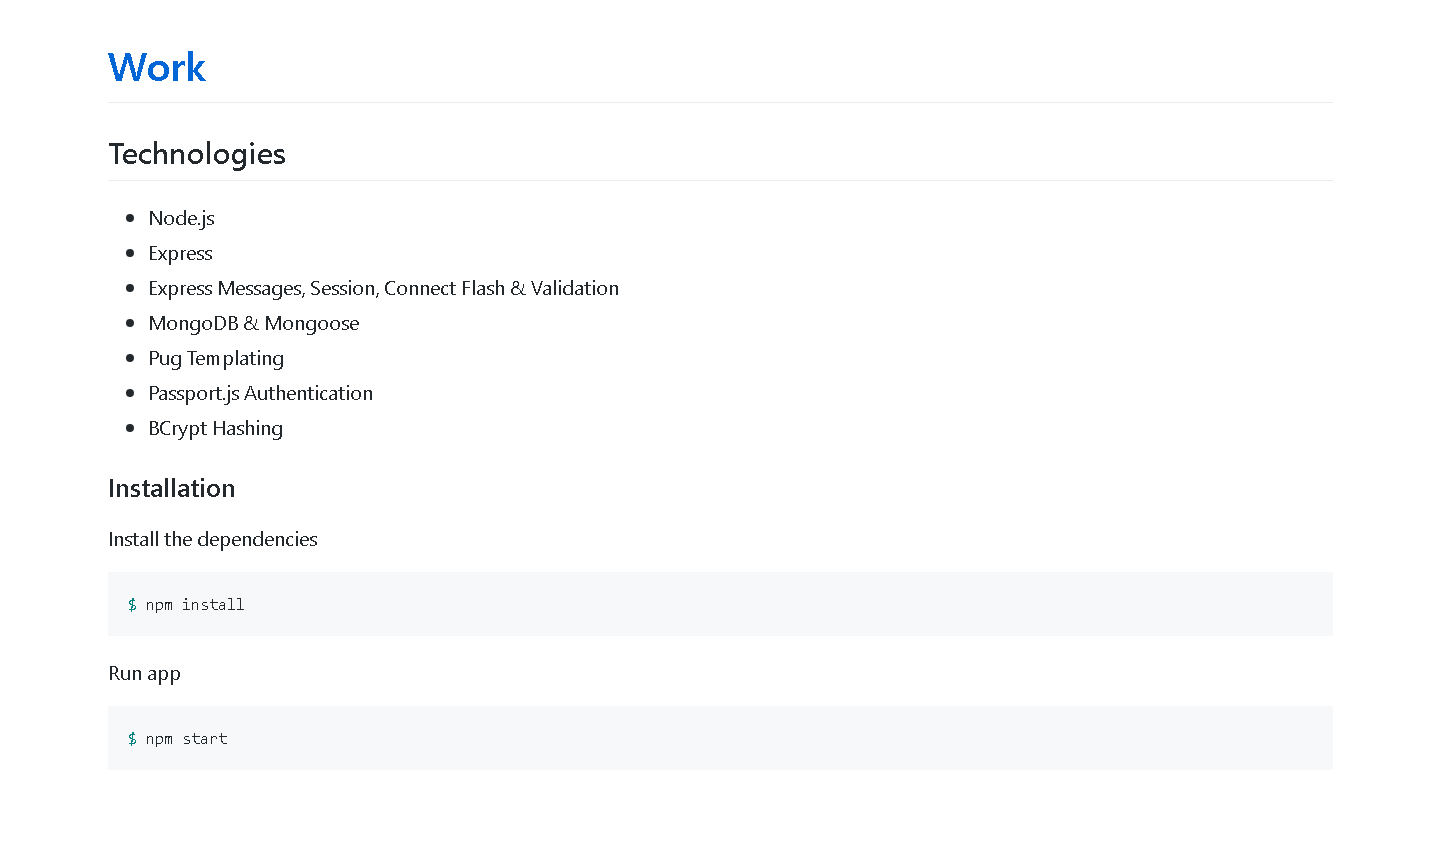 Work
Technologies
Node.js
Express
Express Messages, Session, Connect Flash & Validation
MongoDB & Mongoose
Pug Templating
Passport.js Authentication
BCrypt Hashing
Installation
Install the dependencies
$ npm install
Run app
$ npm start